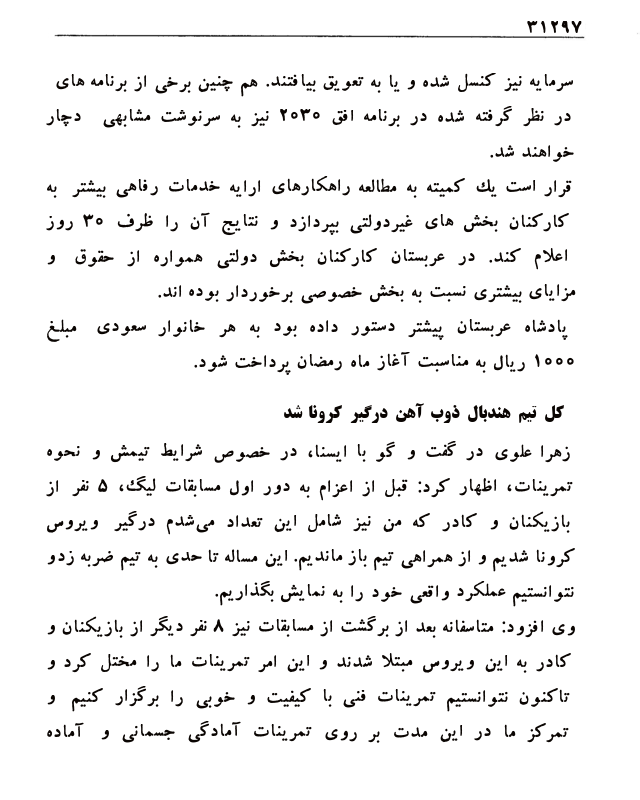 ۳۱۲۹۷
سرمایه نیز کنسل شده و یا به تعویق بیافتند. هم چنین برخی از برنامه های
در نظر گرفته شده در برنامه افق ۲۰۳۰ نیز به سرنوشت مشابهی دچار
خواهند شد.
قرار است یك کمیته به مطالعه راهکارهای ارایه خدمات رفاهی بیشتر به
کارکنان بخش های غیردولتی بپردازد و نتایج آن را ظرف ۳۰ روز
اعلام کند. در عربستان کارکنان بخش دولتی همواره از حقوق و
مزایای بیشتری نسبت به بخش خصوصی برخوردار بوده اند.
پادشاه عربستان پیشتر دستور داده بود به هر خانوار سعودی مبلغ
۱۰۰۰ ریال به مناسبت آغاز ماه رمضان پرداخت شود.
کل تیم هندبال ذوب آهن درگیر کرونا شد
زهرا علوی در گفت و گو با ایسنا، در خصوص شرایط تیمش و نحوه
تمرینات، اظهار کرد: قبل از اعزام به دور اول مسابقات لیگ، ۵ نفر از
بازیکنان و کادر که من نیز شامل این تعداد می‌شدم درگیر ویروس
کرونا شدیم و از همراهی تیم باز ماندیم. این مساله تا حدی به تیم ضربه زدو
نتوانستیم عملکرد واقعی خود را به نمایش بگذاریم.
وی افزود: متاسفانه بعد از برگشت از مسابقات نیز ۸ نفر دیگر از بازیکنان و
کادر به این ویروس مبتلا شدند و این امر تمرینات ما را مختل کرد و
تاکنون نتوانستیم تمرینات فنی با کیفیت و خوبی را برگزار کنیم و
تمرکز ما در این مدت بر روی تمرینات آمادگی جسمانی و آماده